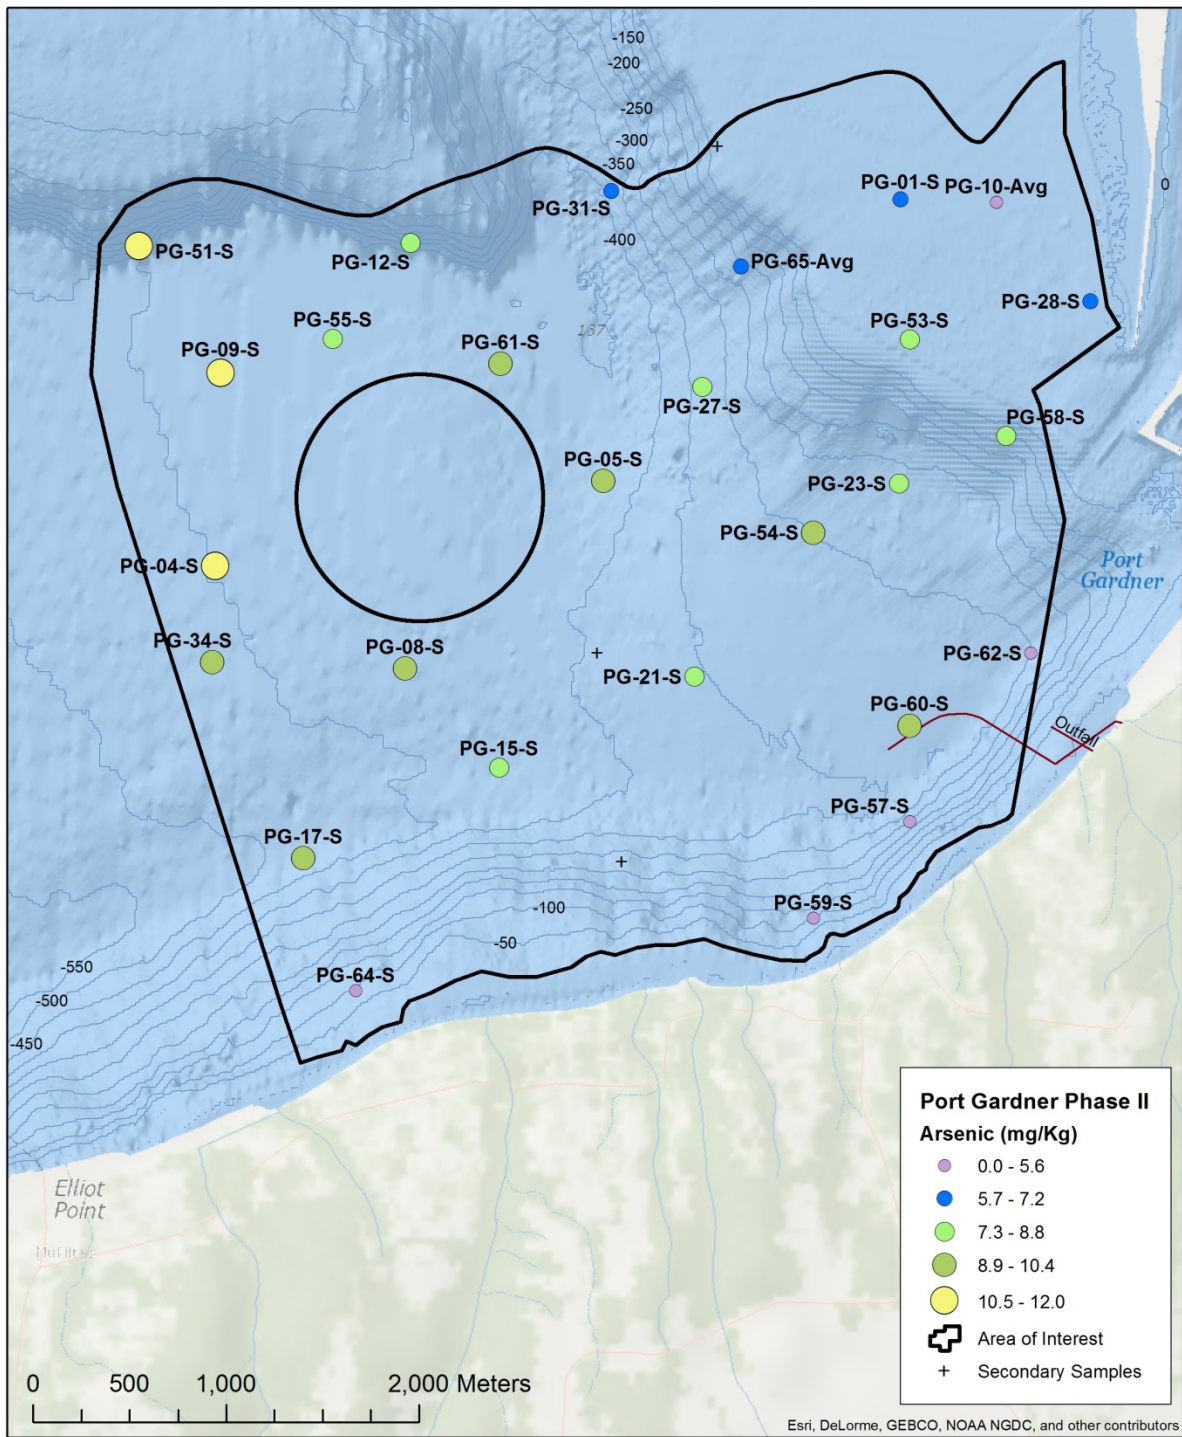 -150
-200
-250
-300
-350
-400
0
PG-01-S
PG-10-Avg
PG-31-S
PG-51-S
PG-12-S
PG-65-Avg
PG-28-S
PG-55-S
137
PG-53-S
PG-09-S
PG-61-S
PG-27-S
PG-58-S
PG-05-S
PG-23-S
PG-54-S
PG-04-S
Port
Gardner
PG-34-S
PG-08-S
PG-62-S
PG-21-S
PG-60-S
Outfall
PG-15-S
PG-57-S
PG-17-S
PG-59-S
-100
-50
PG-64-S
-550
-500
-450
Elliot
Point
Port Gardner Phase II
Arsenic (mg/Kg)
0.0 - 5.6
5.7 - 7.2
7.3 - 8.8
8.9 - 10.4
10.5 - 12.0
Area of Interest
+ Secondary Samples
0 500 1,000 2,000 Meters
Esri, DeLorme, GEBCO, NOAA NGDC, and other contributors